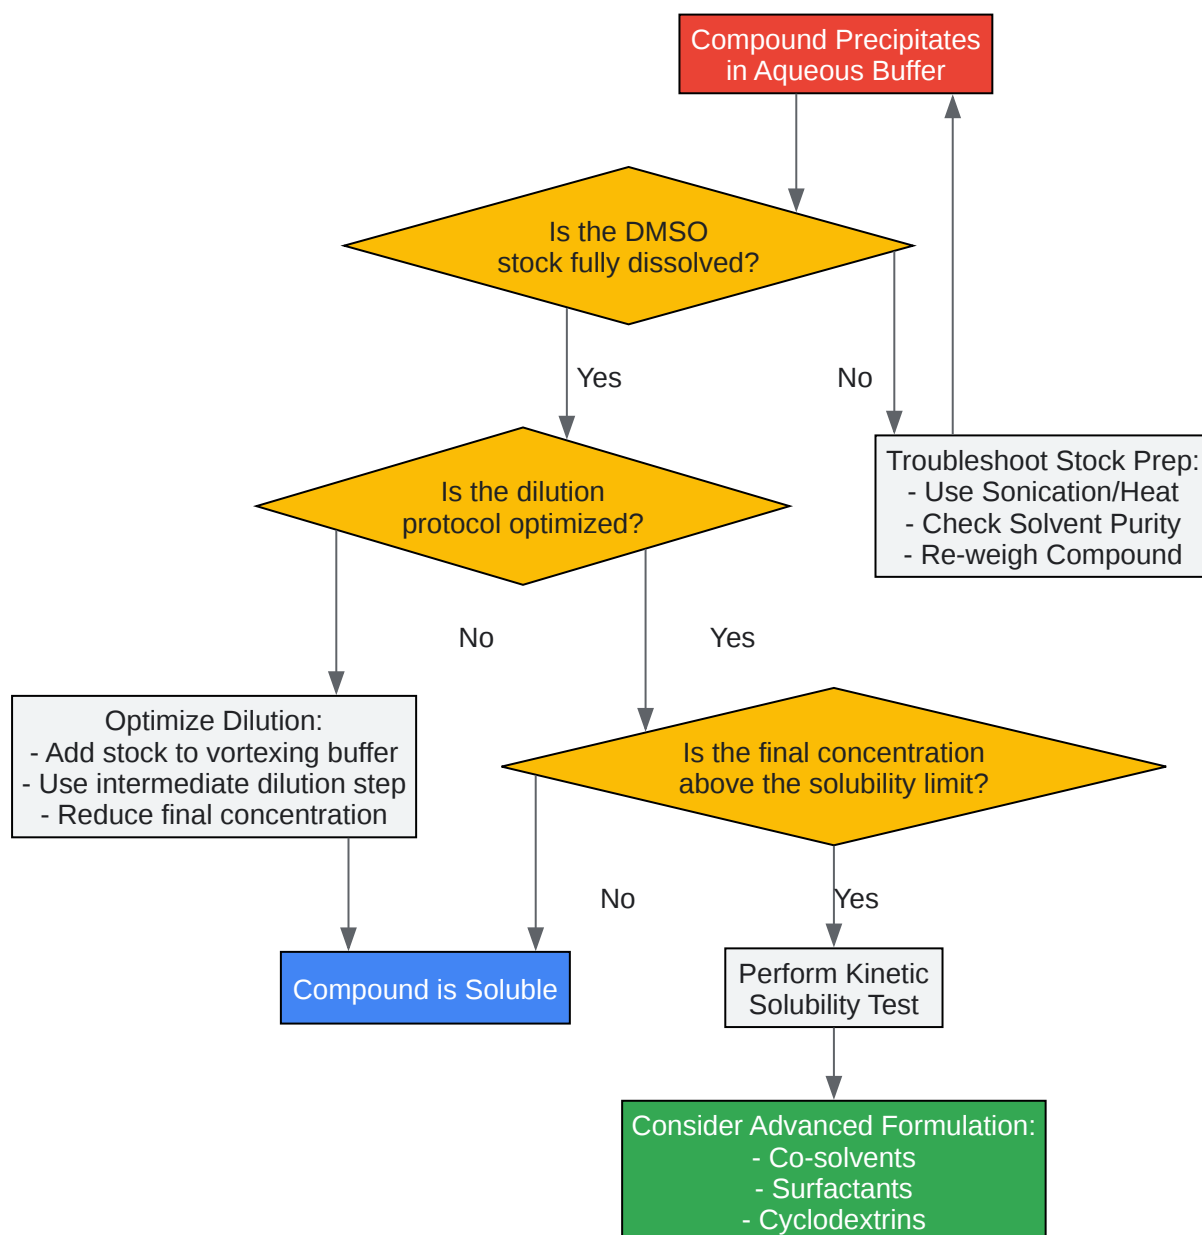 Compound Precipitates
in Aqueous Buffer
Is the DMSO
stock fully dissolved?
Yes
No
Troubleshoot Stock Prep:
- Use Sonication/Heat
- Check Solvent Purity
- Re-weigh Compound
Is the dilution
protocol optimized?
No
Yes
Optimize Dilution:
- Add stock to vortexing buffer
- Use intermediate dilution step
- Reduce final concentration
Is the final concentration
above the solubility limit?
No
Yes
Compound is Soluble
Perform Kinetic
Solubility Test
Consider Advanced Formulation:
- Co-solvents
- Surfactants
- Cyclodextrins